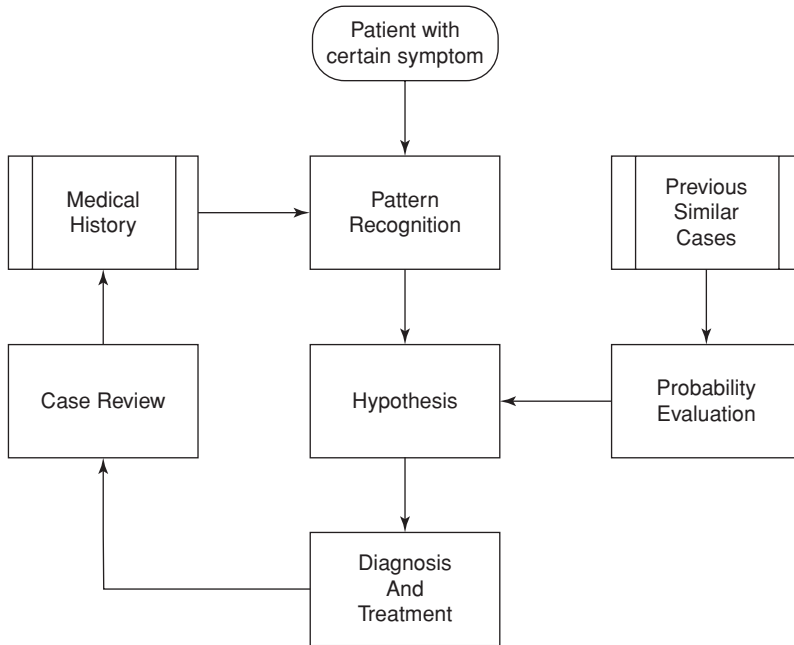 Patient with
certain symptom
Medical
History
Pattern
Recognition
Previous
Similar
Cases
Case Review
Hypothesis
Probability
Evaluation
Diagnosis
And
Treatment